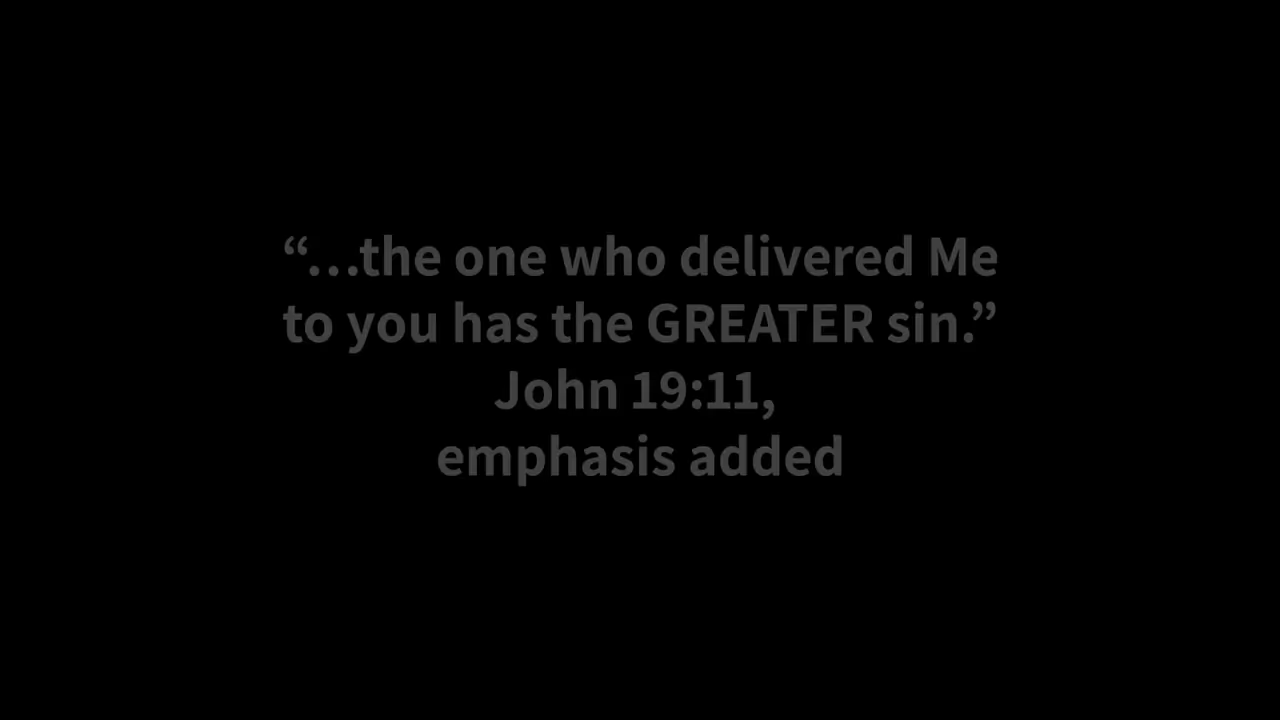 “…the one who delivered Me
to you has the GREATER sin.”
John 19:11,
emphasis added